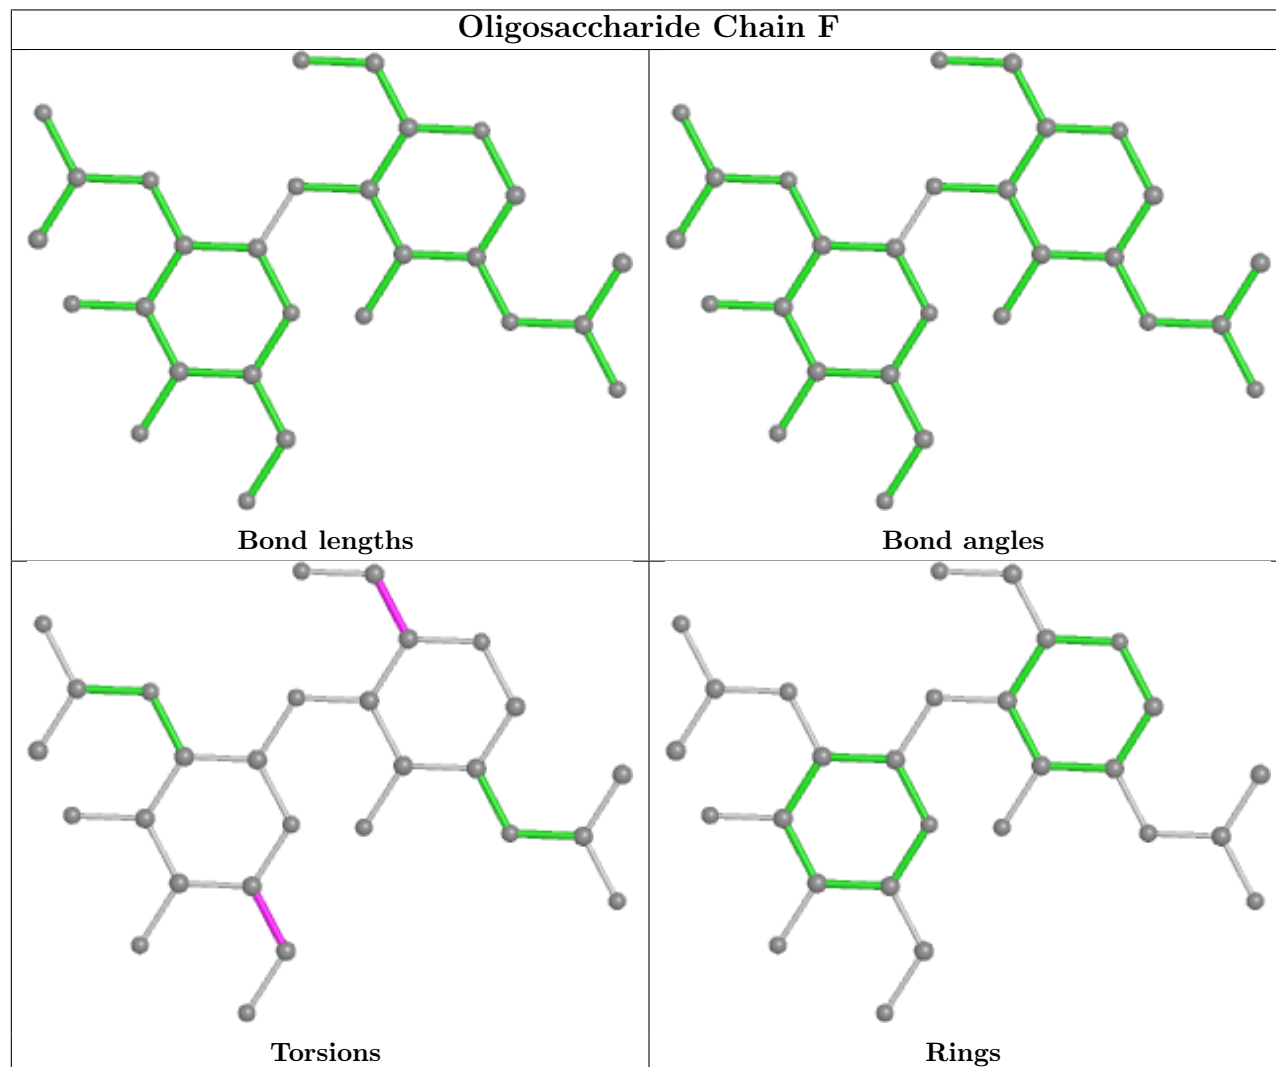 Oligosaccharide Chain F
Bond lengths
Bond angles
Torsions
Rings